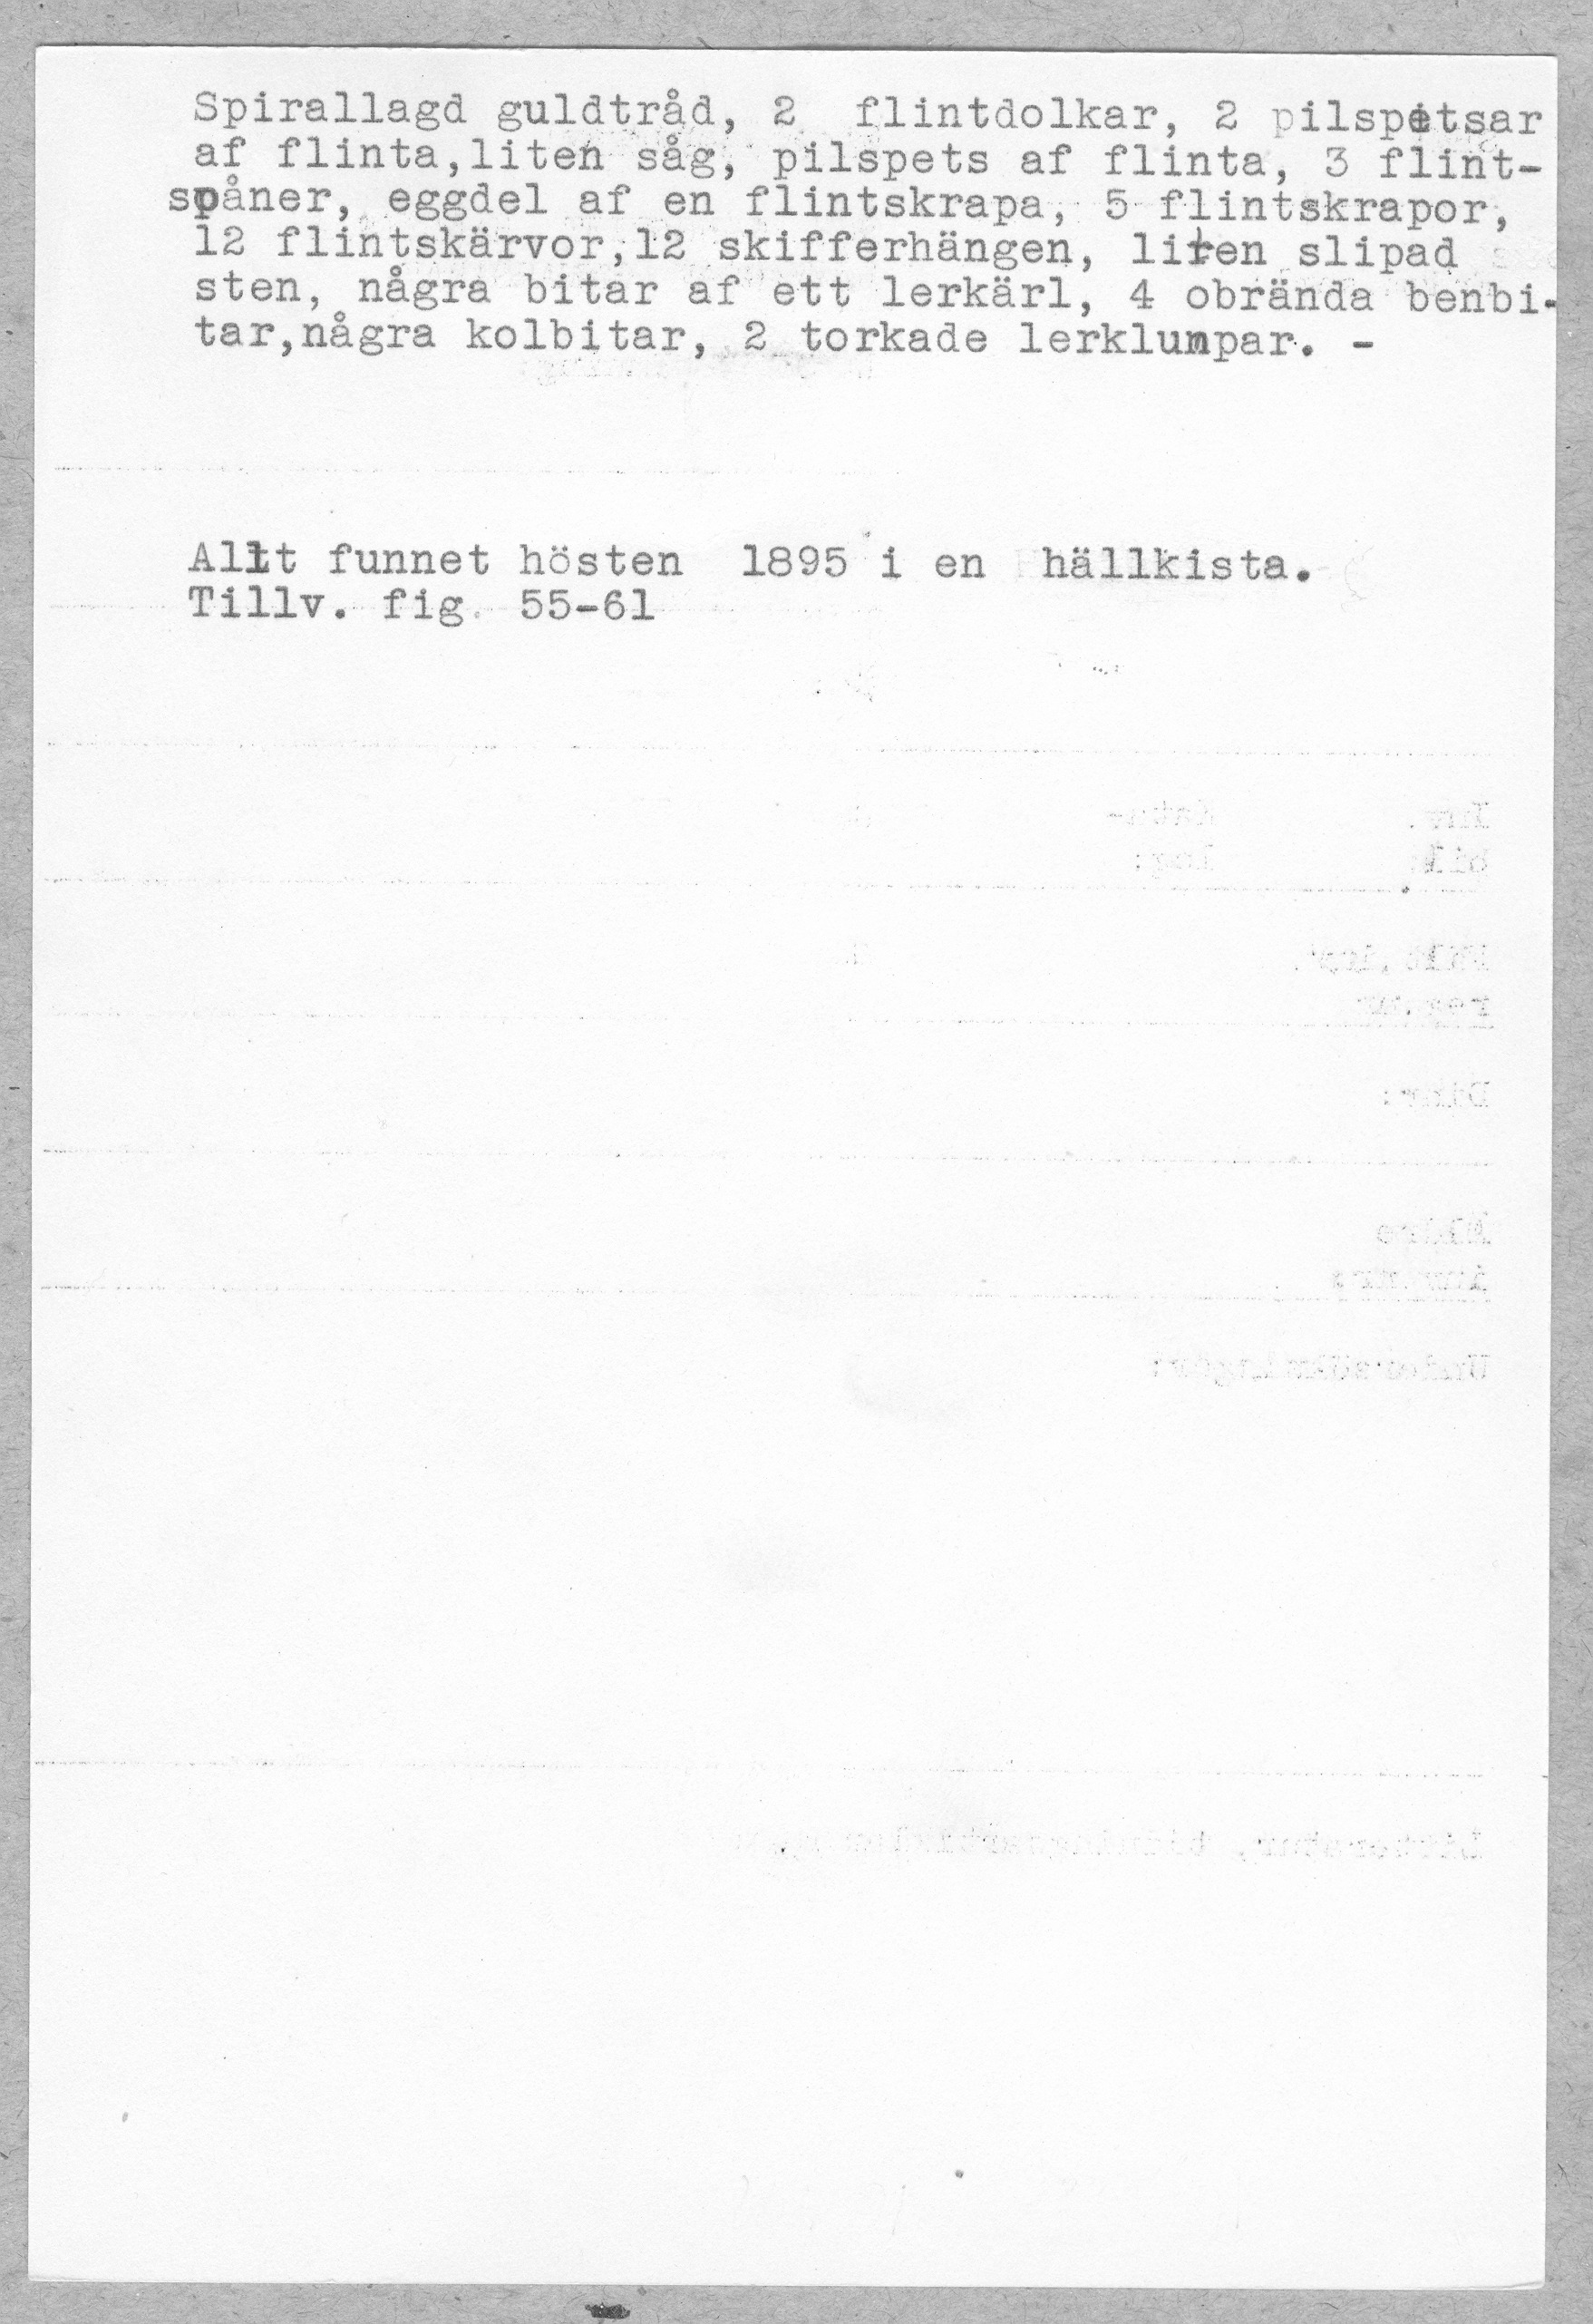 Spirallagd guldtråd, 2 flintdolkar, 2 pilspetsar
af flinta,liten såg, pilspets af flinta, 3 flint-
spåner, eggdel af en flintskrapa, 5 flintskrapor,
12 flintskärvor,12 skifferhängen, liten slipad
sten, några bitar af ett lerkärl, 4 obrända benbi-
tar,några kolbitar, 2 torkade lerklumpar. -
Allt funnet hösten 1895 i en hällkista.
Tillv. fig. 55-61